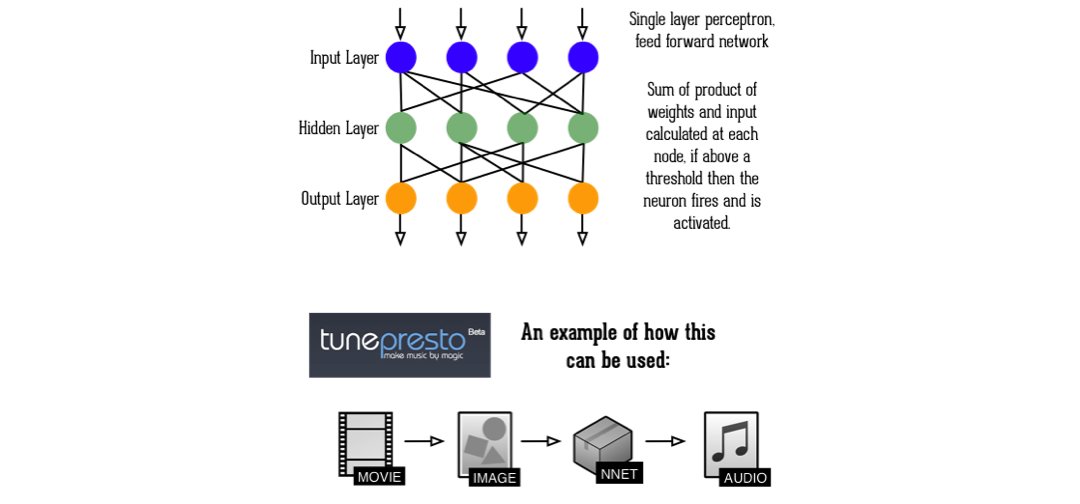 Input Layer
Hidden Layer
Output Layer
Single layer perceptron,
feed forward network
Sum of product of
weights and input
calculated at each
node, if above a
threshold then the
neuron fires and is
activated.
tunepresto Beta
make music by magic
An example of how this
can be used:
MOVIE
IMAGE
NNET
AUDIO